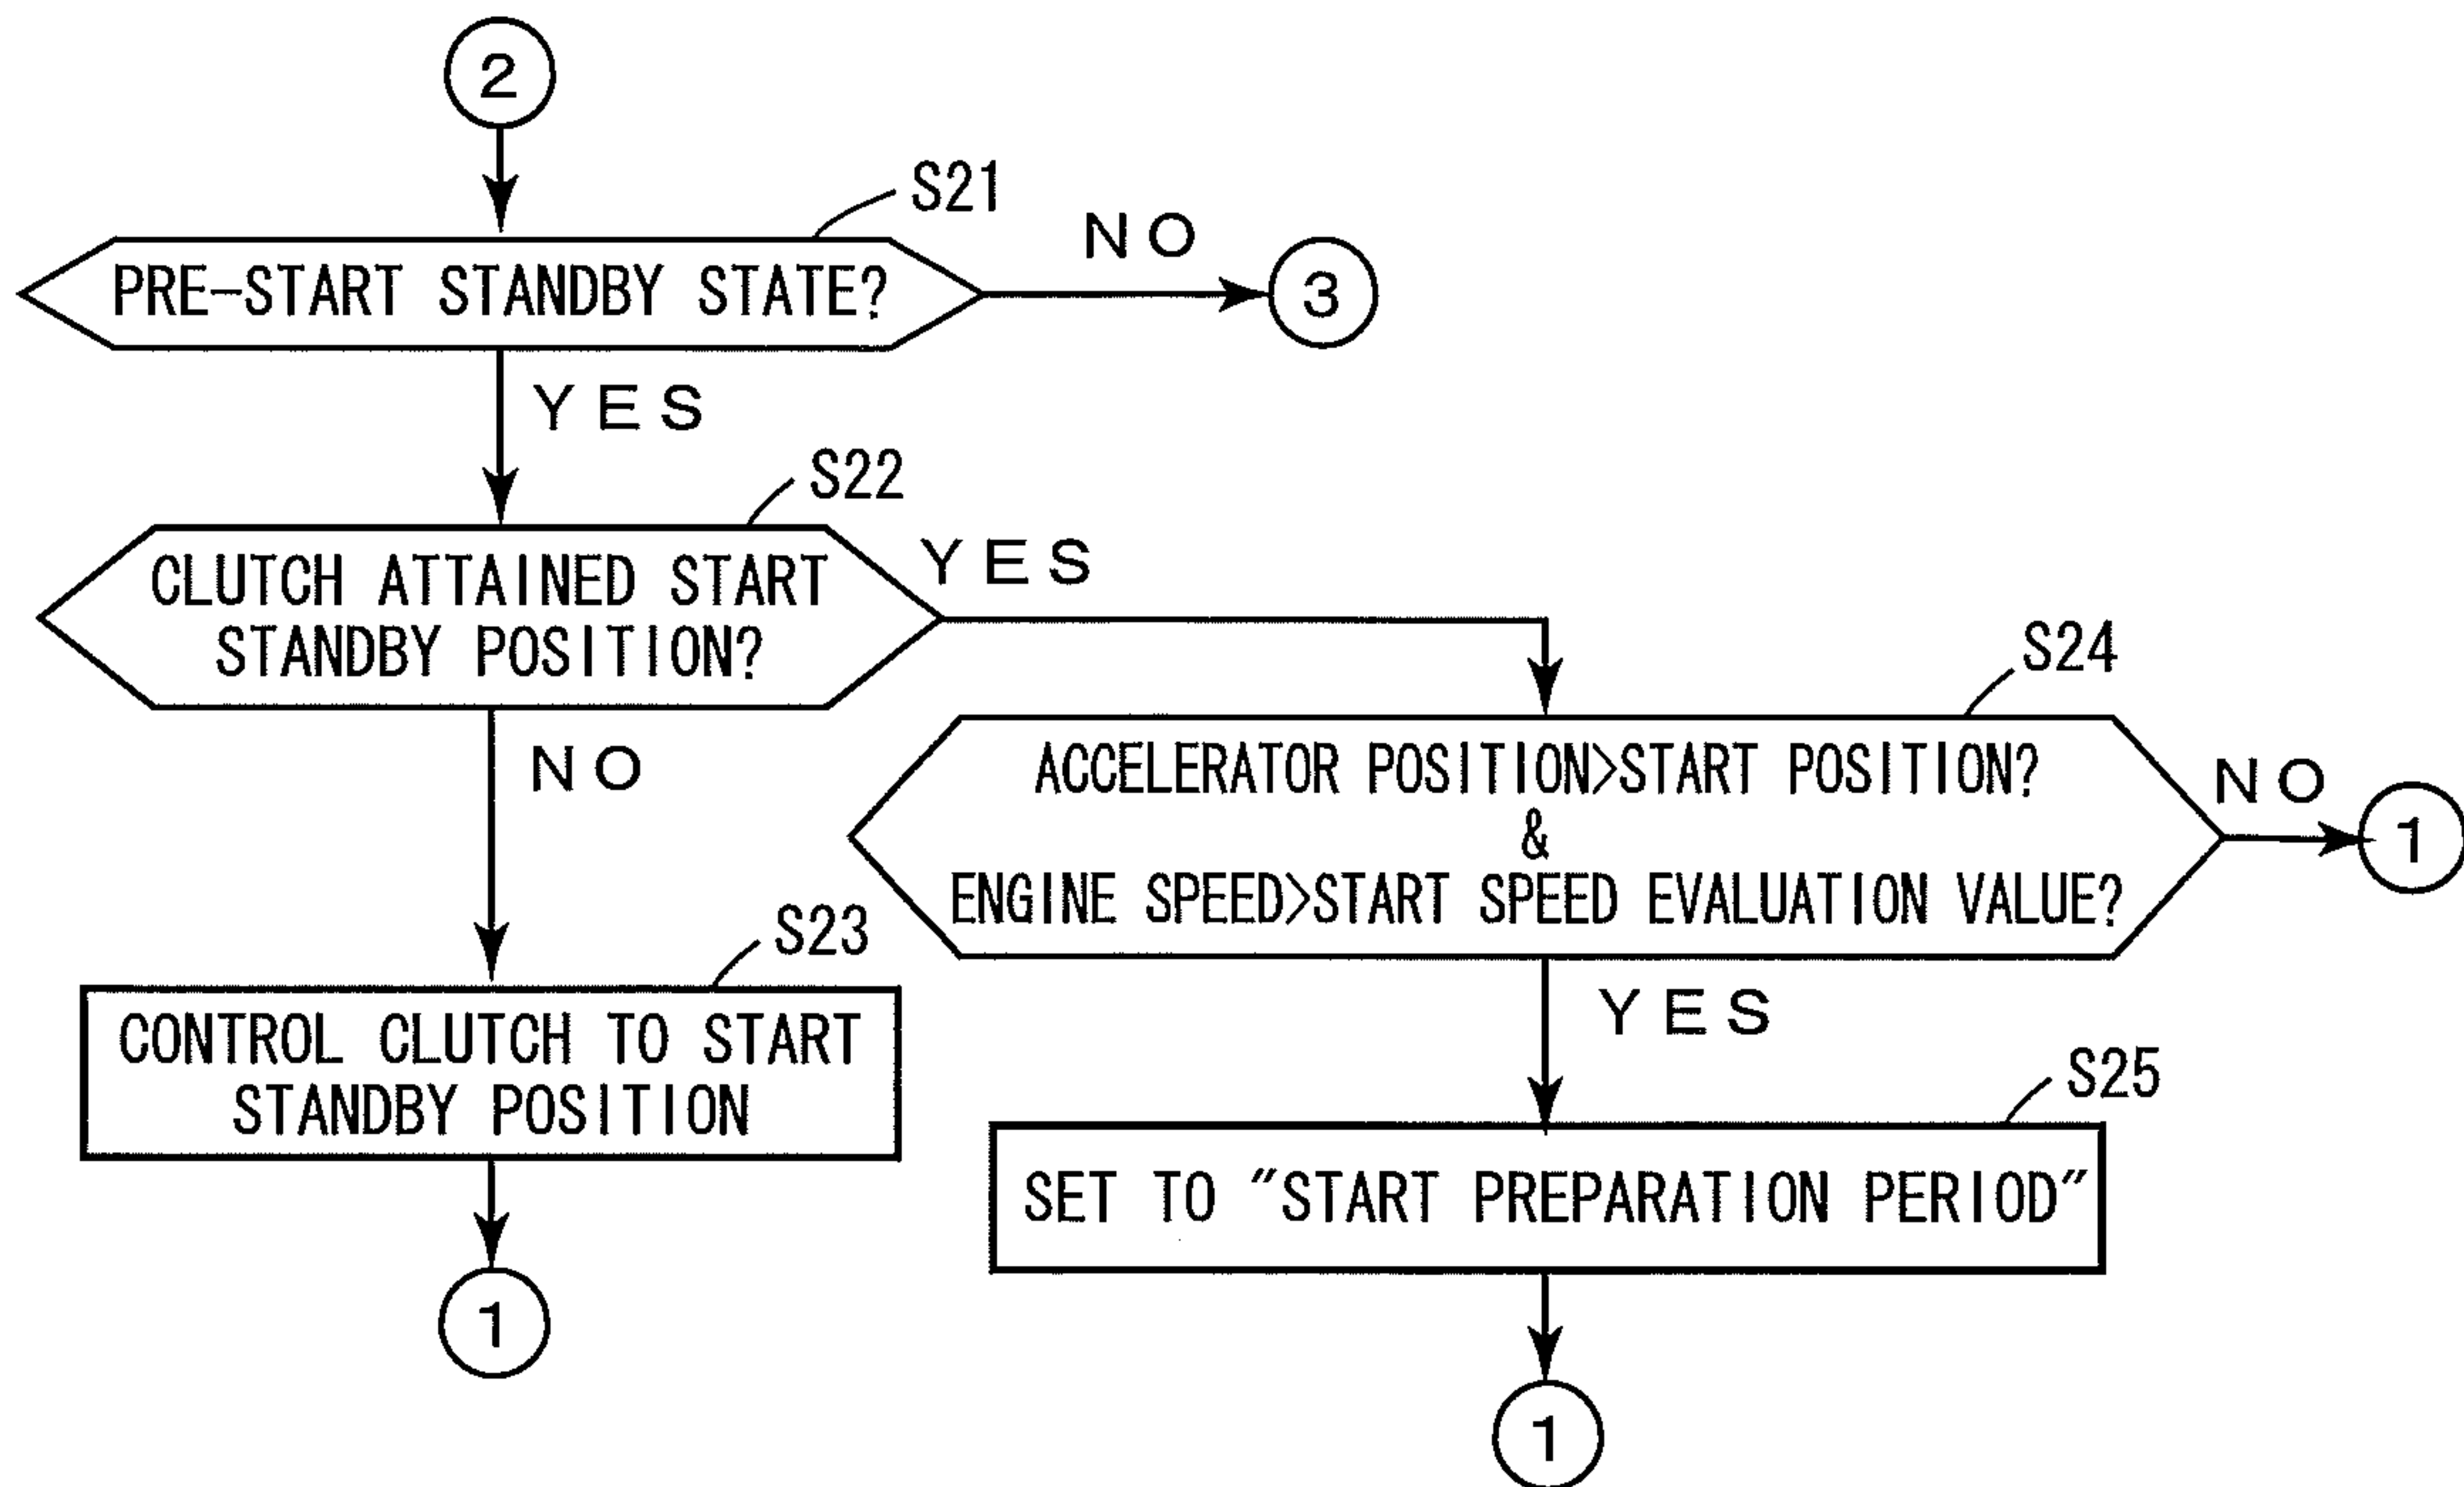 2
S21
PRE-START STANDBY STATE?
NO
3
YES
S22
CLUTCH ATTAINED START
STANDBY POSITION?
YES
NO
S24
ACCELERATOR POSITION>START POSITION?
&
ENGINE SPEED>START SPEED EVALUATION VALUE?
NO
1
S23
CONTROL CLUTCH TO START
STANDBY POSITION
1
YES
S25
SET TO "START PREPARATION PERIOD"
1